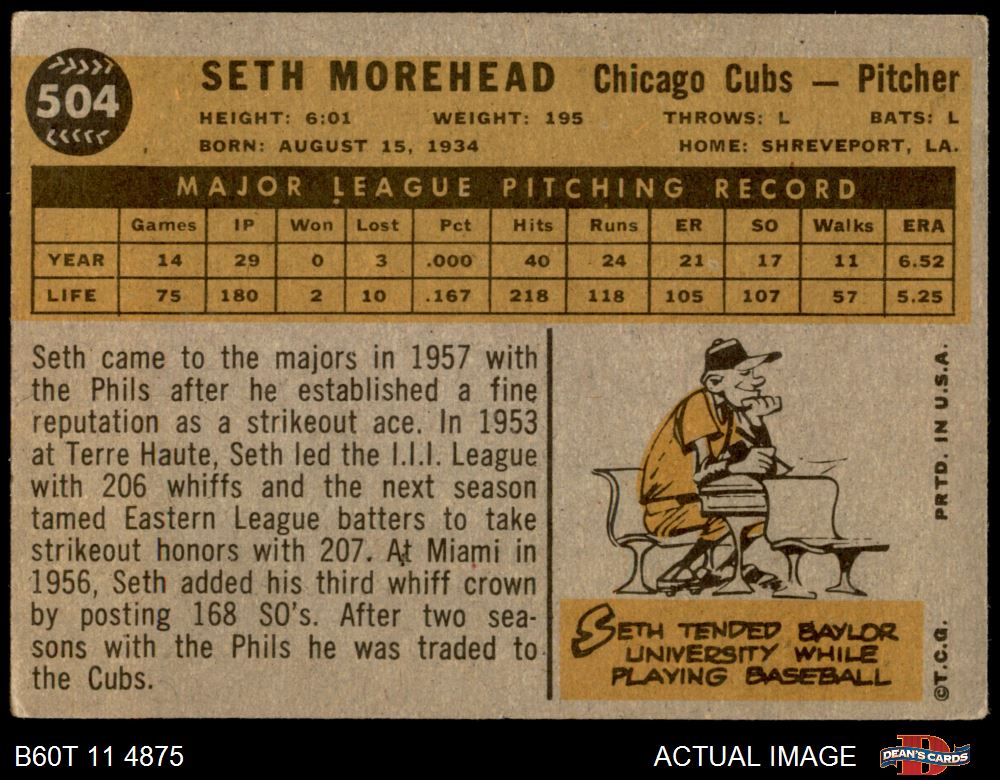 504
SETH MOREHEAD Chicago Cubs — Pitcher
HEIGHT: 6:01 WEIGHT: 195 THROWS: L BATS: L
BORN: AUGUST 15, 1934 HOME: SHREVEPORT, LA.
MAJOR LEAGUE PITCHING RECORD
Games IP Won Lost Pct Hits Runs ER SO Walks ERA
YEAR 14 29 0 3 .000 40 24 21 17 11 6.52
LIFE 75 180 2 10 .167 218 118 105 107 57 5.25
Seth came to the majors in 1957 with
the Phils after he established a fine
reputation as a strikeout ace. In 1953
at Terre Haute, Seth led the I.I.I. League
with 206 whiffs and the next season
tamed Eastern League batters to take
strikeout honors with 207. At Miami in
1956, Seth added his third whiff crown
by posting 168 SO's. After two sea-
sons with the Phils he was traded to
the Cubs.
SETH TENDED BAYLOR
UNIVERSITY WHILE
PLAYING BASEBALL
©T.C.G. PRTD. IN U.S.A.
B60T 11 4875 ACTUAL IMAGE DEAN'S CARDS